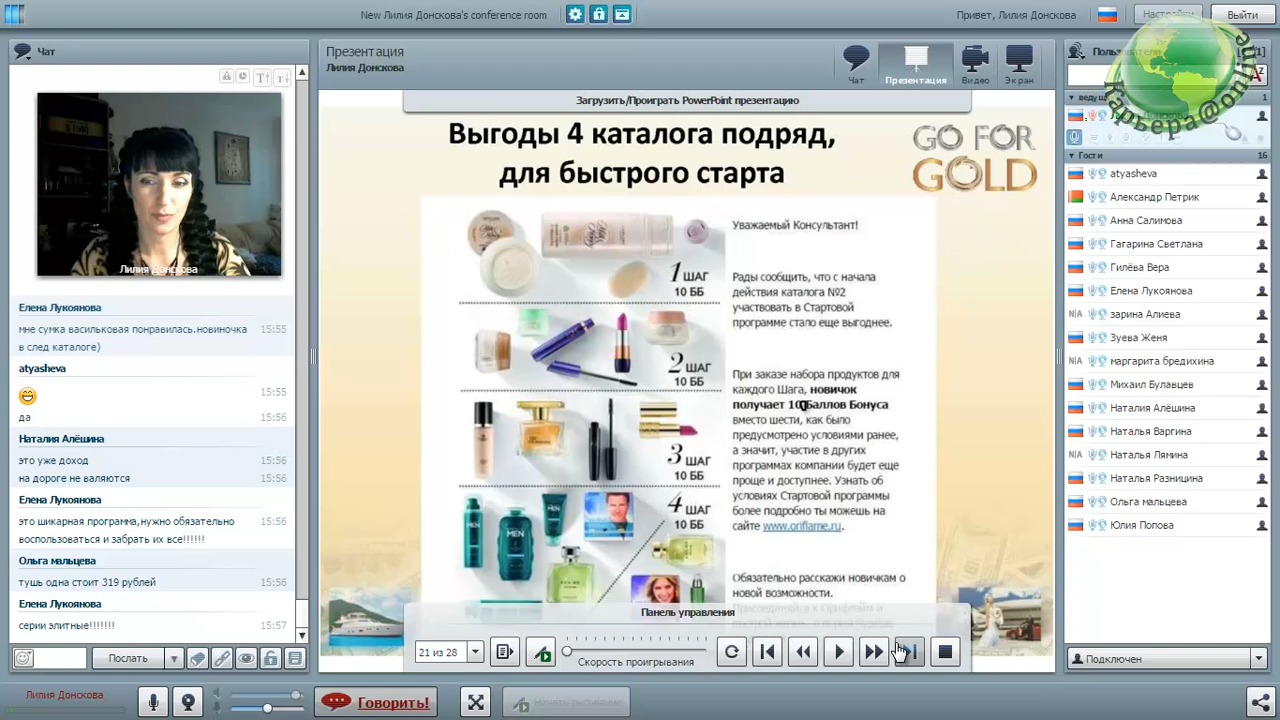 New Лилия Донскова's conference room
Привет, Лилия Донскова
Настройки
Выйти
Чат
Лилия Донскова
Елена Лукоянова
мне сумка васильковая понравилась.новиночка
15:55
в след каталоге)
atyasheva
15:55
да
15:56
Наталия Алёшина
это уже доход
15:56
на дороге не валяются
15:56
Елена Лукоянова
это шикарная программа,нужно обязательно
15:56
воспользоваться и забрать их все!!!!!!
Ольга мальцева
тушь одна стоит 319 рублей
15:56
Елена Лукоянова
серии элитные!!!!!!!
15:57
Послать
Презентация
Лилия Донскова
Чат
Презентация
Видео
Экран
Загрузить/Проиграть PowerPoint презентацию
Выгоды 4 каталога подряд,
для быстрого старта
GO FOR
GOLD
1 ШАГ
10 ББ
2 ШАГ
10 ББ
3 ШАГ
10 ББ
4 ШАГ
10 ББ
MEN
MEN
Уважаемый Консультант!
Рады сообщить, что с начала
действия каталога №2
участвовать в Стартовой
программе стало еще выгоднее.
При заказе набора продуктов для
каждого Шага, новичок
получает 10 Баллов Бонуса
вместо шести, как было
предусмотрено условиями ранее,
а значит, участие в других
программах компании будет еще
проще и доступнее. Узнать об
условиях Стартовой программы
более подробно ты можешь на
сайте www.oriflame.ru.
Обязательно расскажи новичкам о
новой возможности.
Панель управления
21 из 28
Скорость проигрывания
карьера@online
ведущ
1
Гости
16
atyasheva
Александр Петрик
Анна Салимова
Гагарина Светлана
Гилёва Вера
Елена Лукоянова
N/A зарина Алиева
Зуева Женя
N/A маргарита бредихина
Михаил Булавцев
Наталия Алёшина
Наталья Варгина
N/A Наталья Лямина
Наталья Разницина
Ольга мальцева
Юлия Попова
Подключен
Лилия Донскова
Говорить!